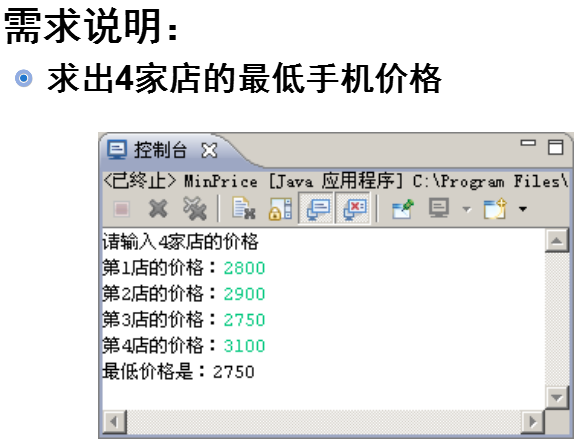 需求说明：
求出4家店的最低手机价格
控制台
<已终止> MinPrice [Java 应用程序] C:\Program Files\
请输入4家店的价格
第1店的价格：2800
第2店的价格：2900
第3店的价格：2750
第4店的价格：3100
最低价格是：2750